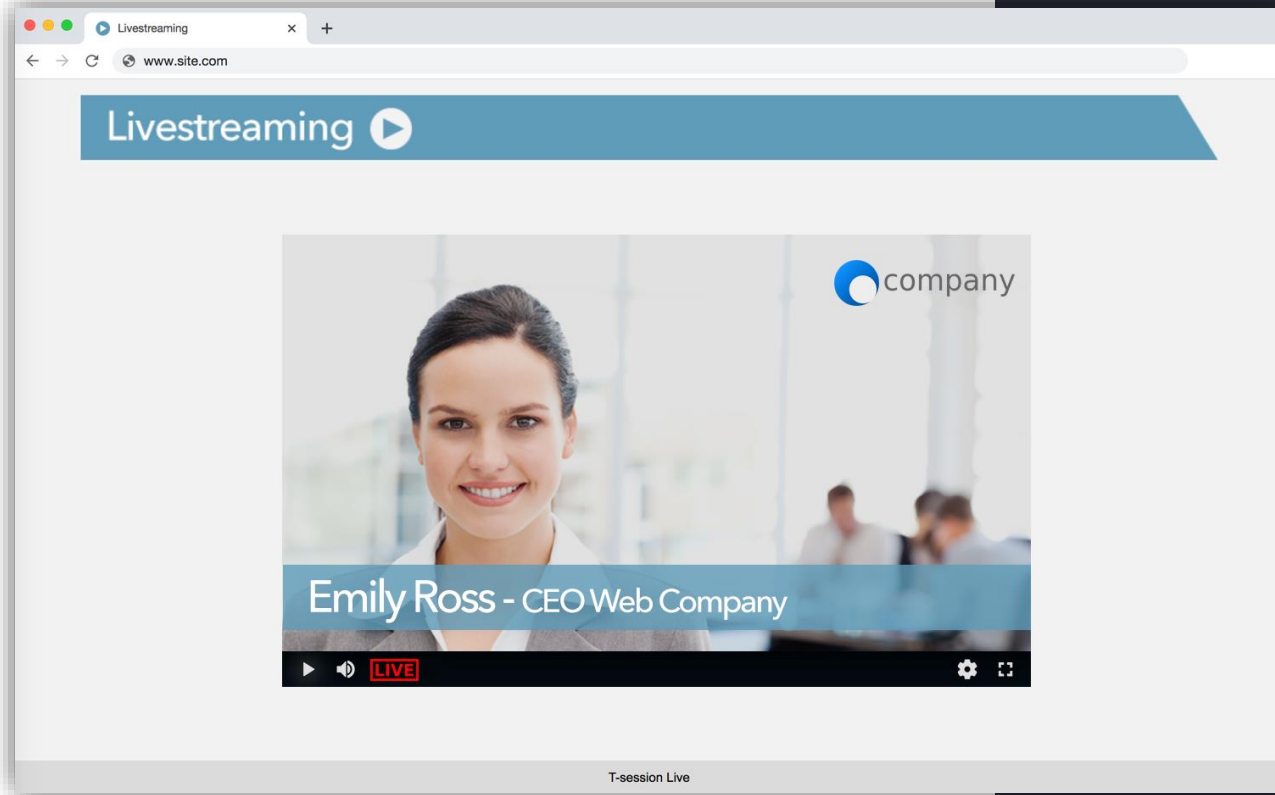 Livestreaming
www.site.com
Livestreaming
company
Emily Ross - CEO Web Company
LIVE
T-session Live